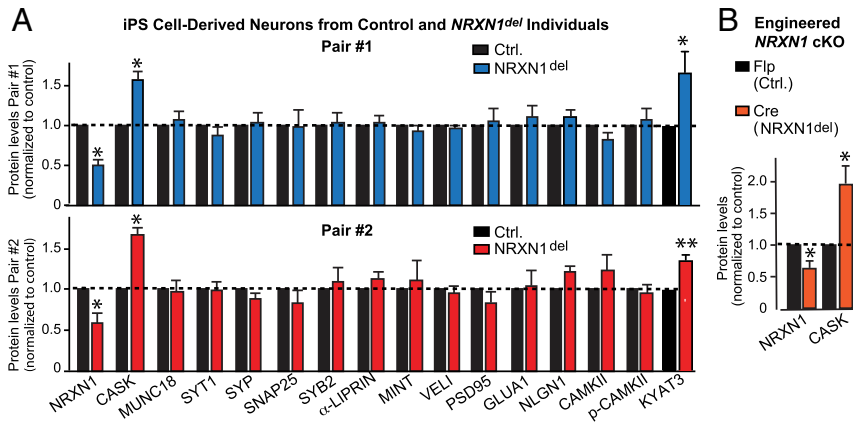 A
iPS Cell-Derived Neurons from Control and NRXN1del Individuals
Pair #1
Ctrl.
NRXN1del
Protein levels Pair #1
(normalized to control)
1.5
1.0
0.5
0
*
*
*
Pair #2
Ctrl.
NRXN1del
Protein levels Pair #2
(normalized to control)
1.5
1.0
0.5
0
*
*
**
NRXN1
CASK
MUNC18
SYT1
SYP
SNAP25
SYB2
α-LIPRIN
MINT
VELI
PSD95
GLUA1
NLGN1
CAMKII
p-CAMKII
KYAT3
B
Engineered
NRXN1 cKO
Flp
(Ctrl.)
Cre
(NRXN1del)
Protein levels
(normalized to control)
2.0
1.0
0.5
0
*
*
NRXN1
CASK